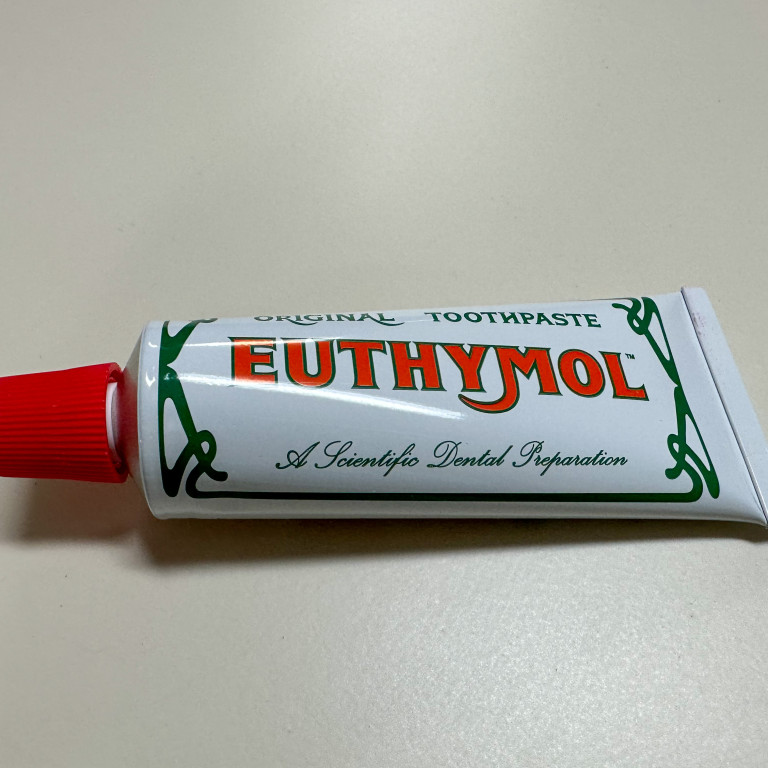 ORIGINAL TOOTHPASTE
EUTHYMOL™
A Scientific Dental Preparation